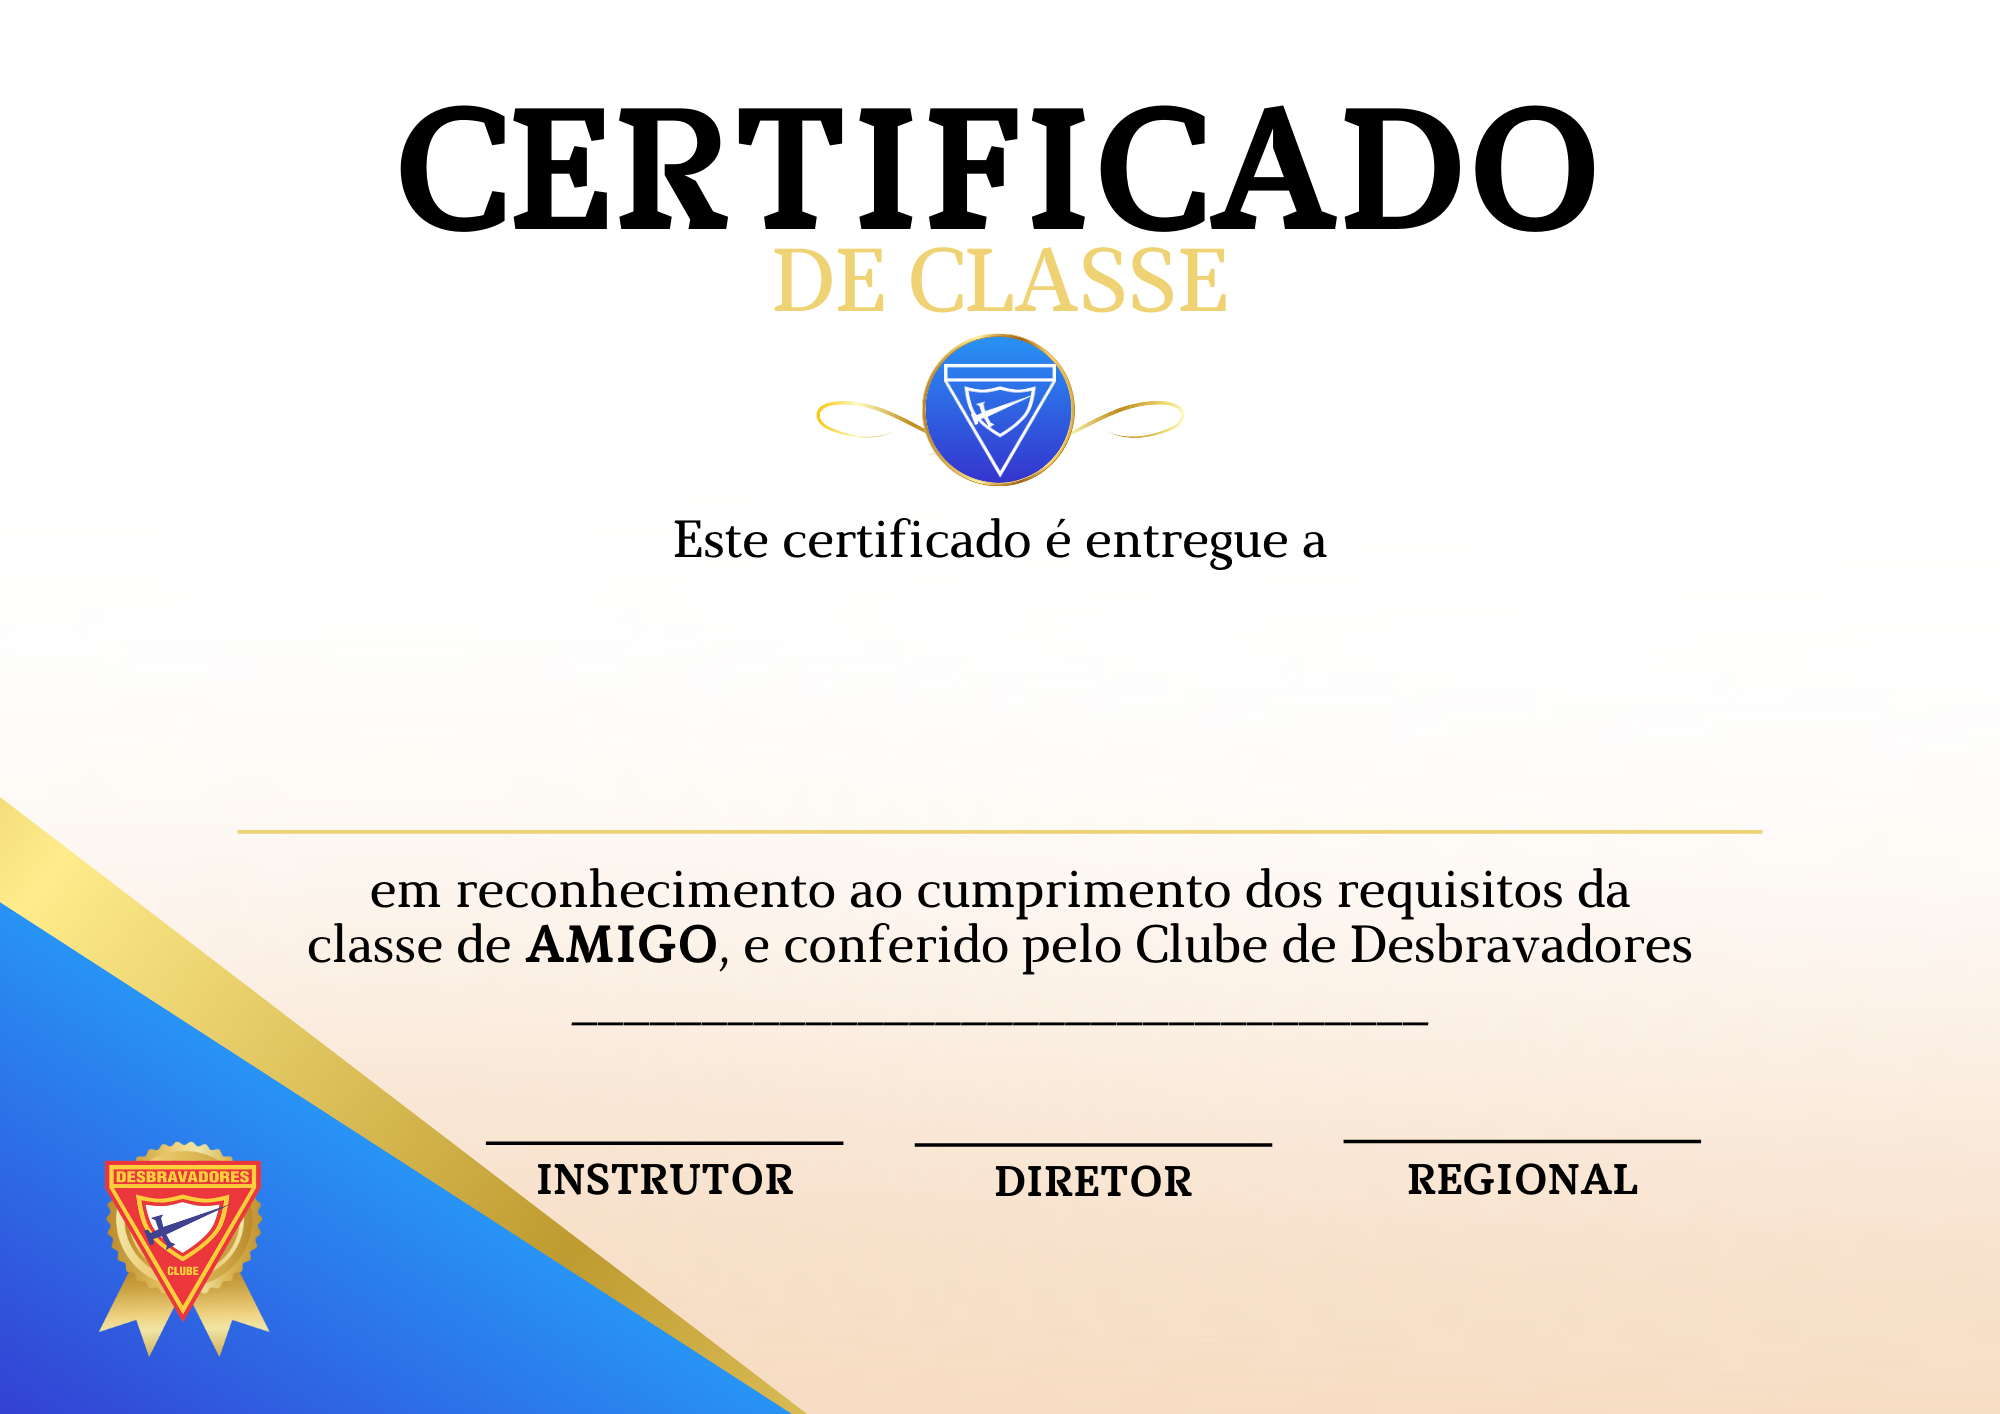 CERTIFICADO
DE CLASSE
Este certificado é entregue a
em reconhecimento ao cumprimento dos requisitos da
classe de AMIGO, e conferido pelo Clube de Desbravadores
_________________________________
INSTRUTOR
DIRETOR
REGIONAL
DESBRAVADORES
CLUBE